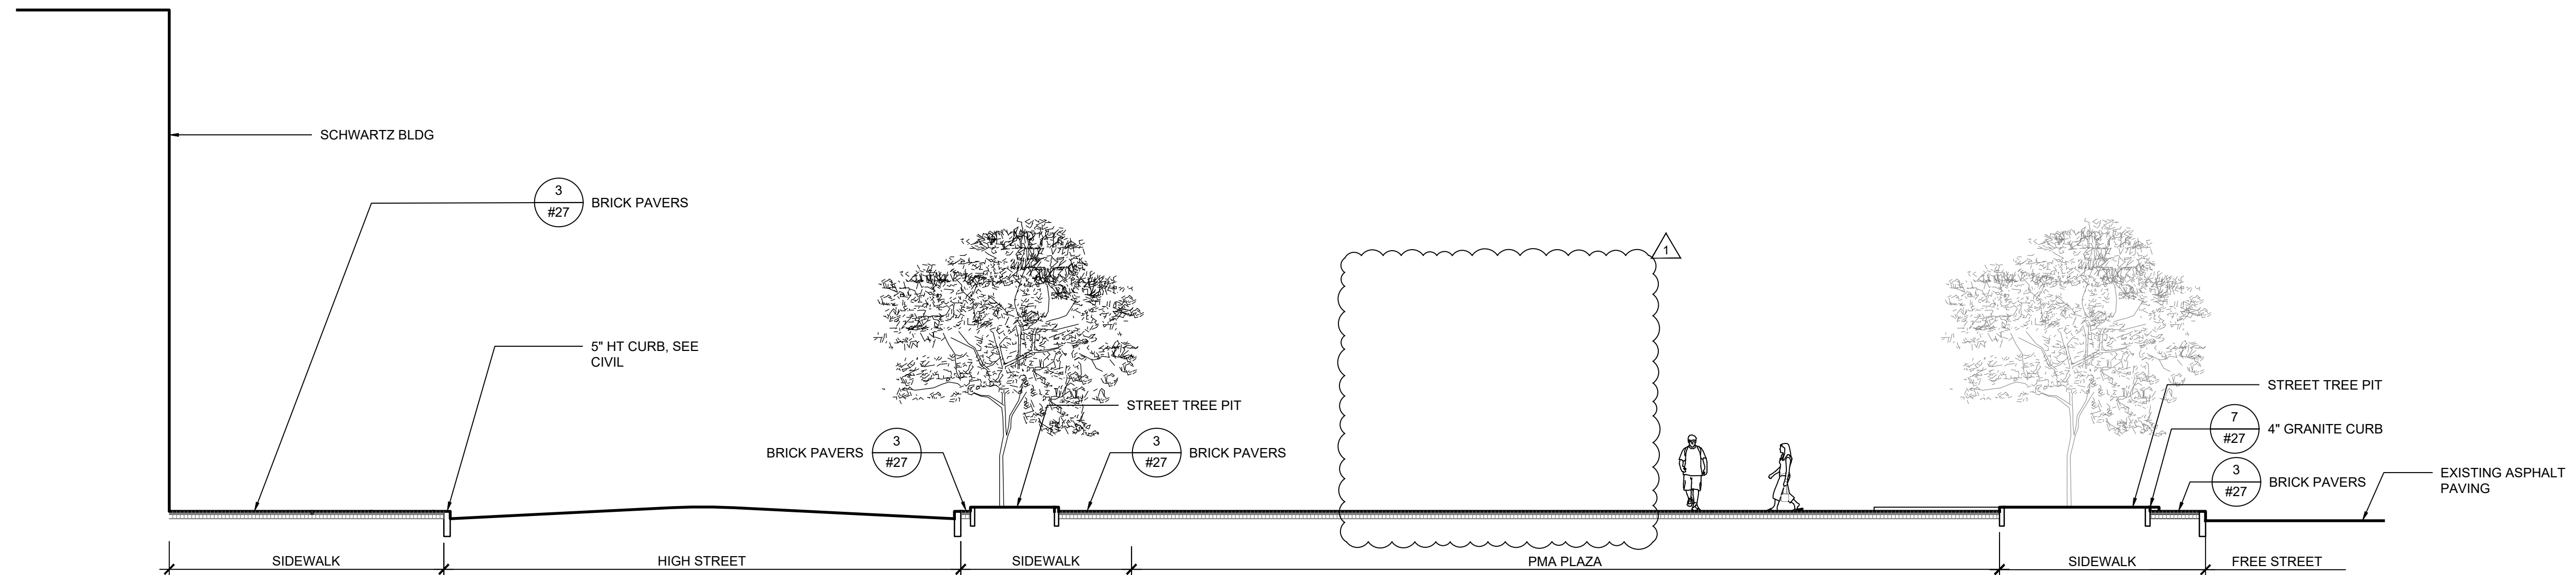 SCHWARTZ BLDG
3
#27
BRICK PAVERS
1
5" HT CURB, SEE
CIVIL
STREET TREE PIT
STREET TREE PIT
BRICK PAVERS
3
#27
3
#27
BRICK PAVERS
7
#27
4" GRANITE CURB
3
#27
BRICK PAVERS
EXISTING ASPHALT
PAVING
SIDEWALK
HIGH STREET
SIDEWALK
PMA PLAZA
SIDEWALK
FREE STREET